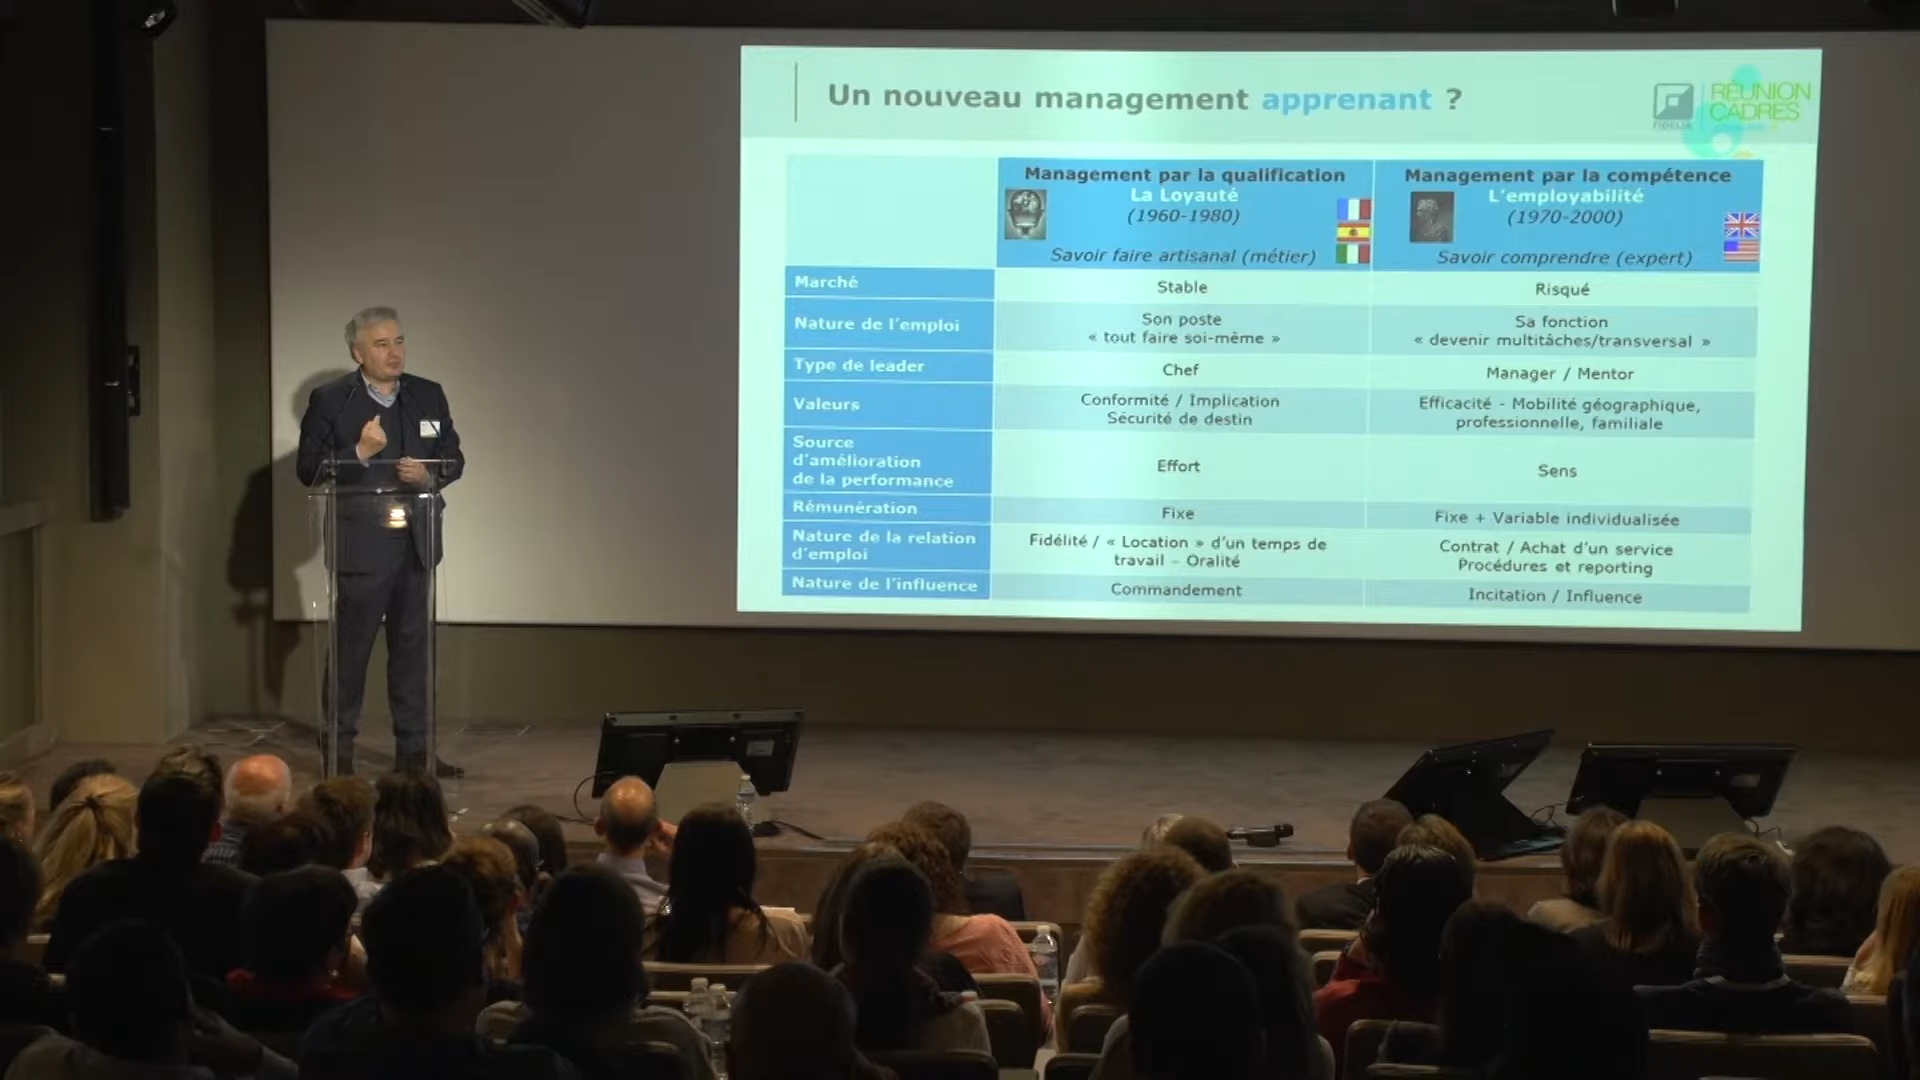 Un nouveau management apprenant ?
FIDELIA
RÉUNION
CADRES
Management par la qualification
La Loyauté
(1960-1980)
Savoir faire artisanal (métier)
Management par la compétence
L'employabilité
(1970-2000)
Savoir comprendre (expert)
Marché
Stable
Risqué
Nature de l'emploi
Son poste
« tout faire soi-même »
Sa fonction
« devenir multitâches/transversal »
Type de leader
Chef
Manager / Mentor
Valeurs
Conformité / Implication
Sécurité de destin
Efficacité - Mobilité géographique,
professionnelle, familiale
Source
d'amélioration
de la performance
Effort
Sens
Rémunération
Fixe
Fixe + Variable individualisée
Nature de la relation
d'emploi
Fidélité / « Location » d'un temps de
travail – Oralité
Contrat / Achat d'un service
Procédures et reporting
Nature de l'influence
Commandement
Incitation / Influence